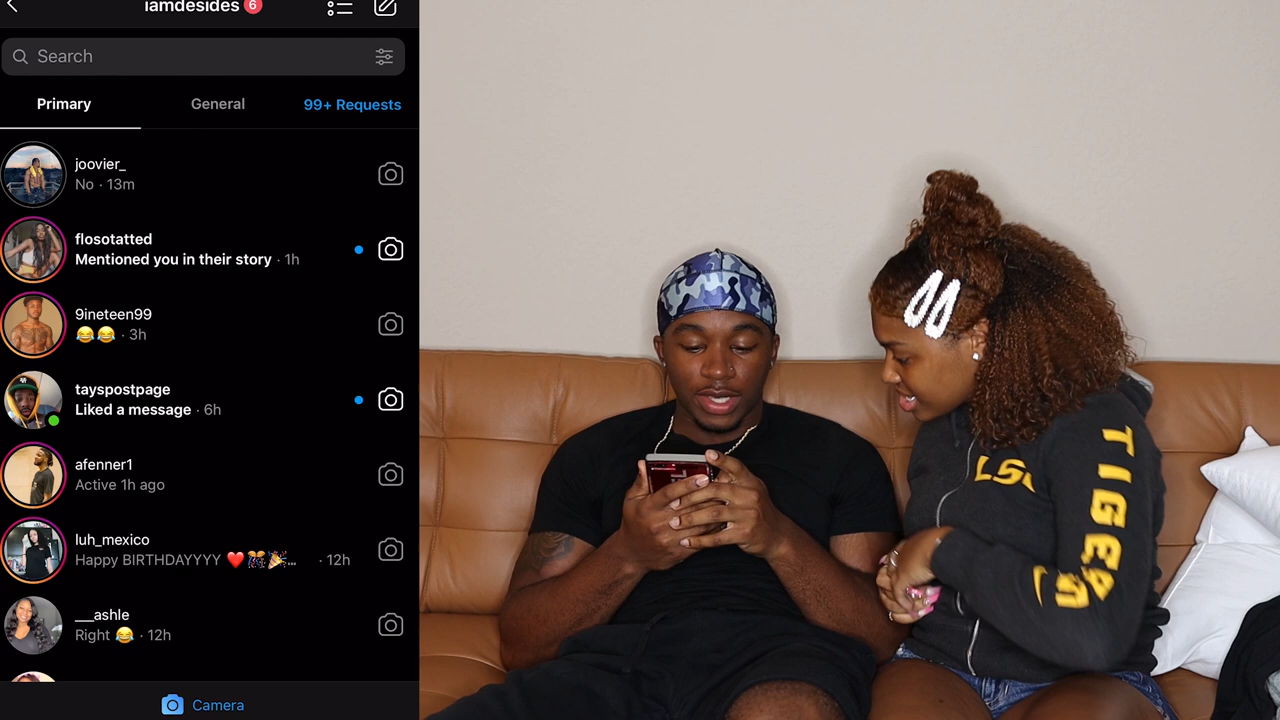 iamdesides 6
Search
Primary General 99+ Requests
joovier_
No · 13m
flosotatted
Mentioned you in their story · 1h
9ineteen99
😂😂 · 3h
tayspostpage
Liked a message · 6h
afenner1
Active 1h ago
luh_mexico
Happy BIRTHDAYYYY ❤️🎊🎉… · 12h
___ashle
Right 😂 · 12h
Camera
TIGERS